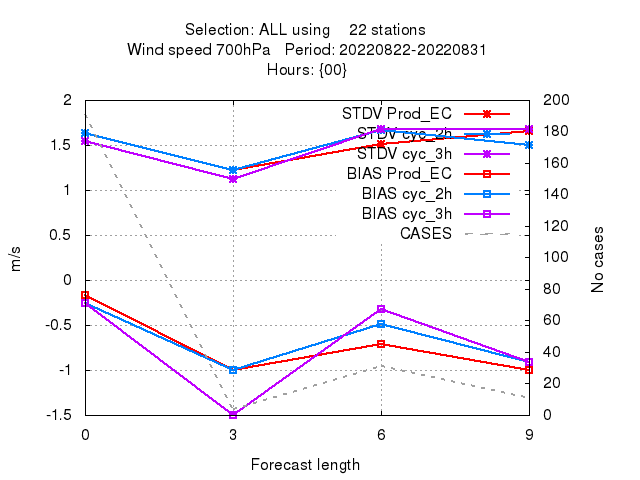 Selection: ALL using 22 stations
Wind speed 700hPa Period: 20220822-20220831
Hours: {00}
2
1.5
1
0.5
0
-0.5
-1
-1.5
200
180
160
140
120
100
80
60
40
20
0
m/s
No cases
STDV Prod_EC
STDV cyc_2h
STDV cyc_3h
BIAS Prod_EC
BIAS cyc_2h
BIAS cyc_3h
CASES
0 3 6 9
Forecast length